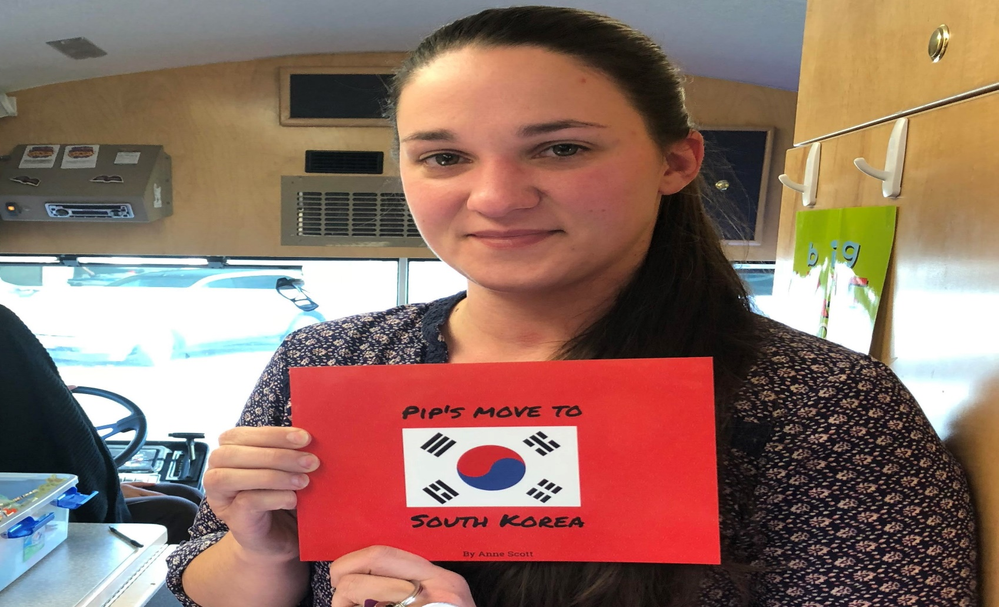 big
PIP'S MOVE TO
SOUTH KOREA
By Anne Scott